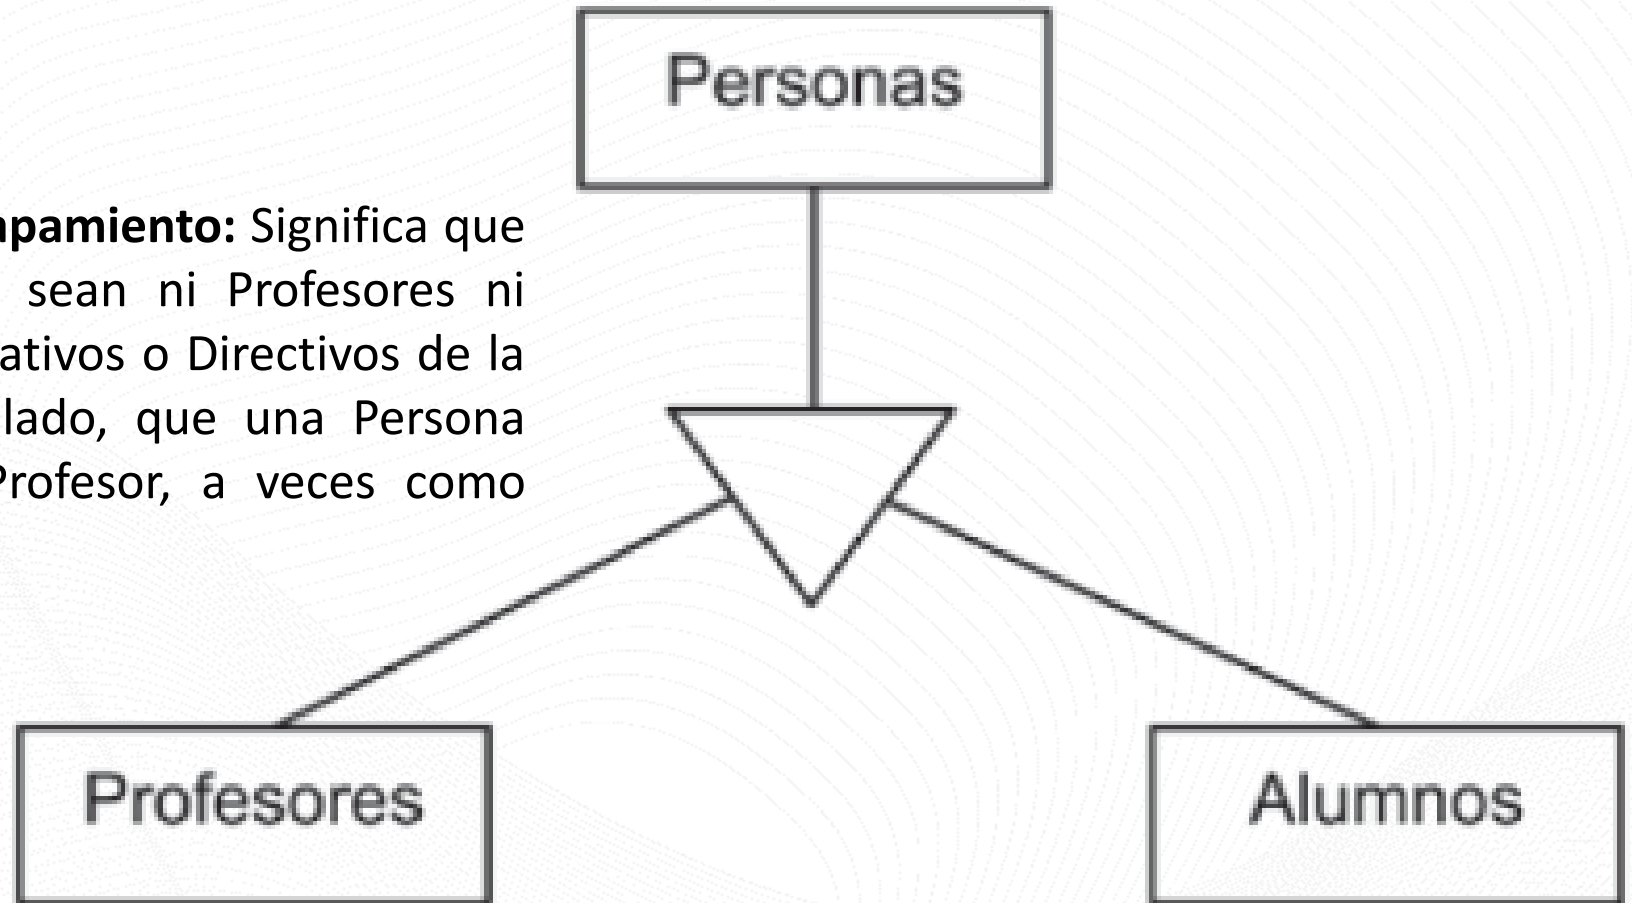 Personas
apamiento: Significa que
sean ni Profesores ni
ativos o Directivos de la
lado, que una Persona
Profesor, a veces como
Profesores
Alumnos